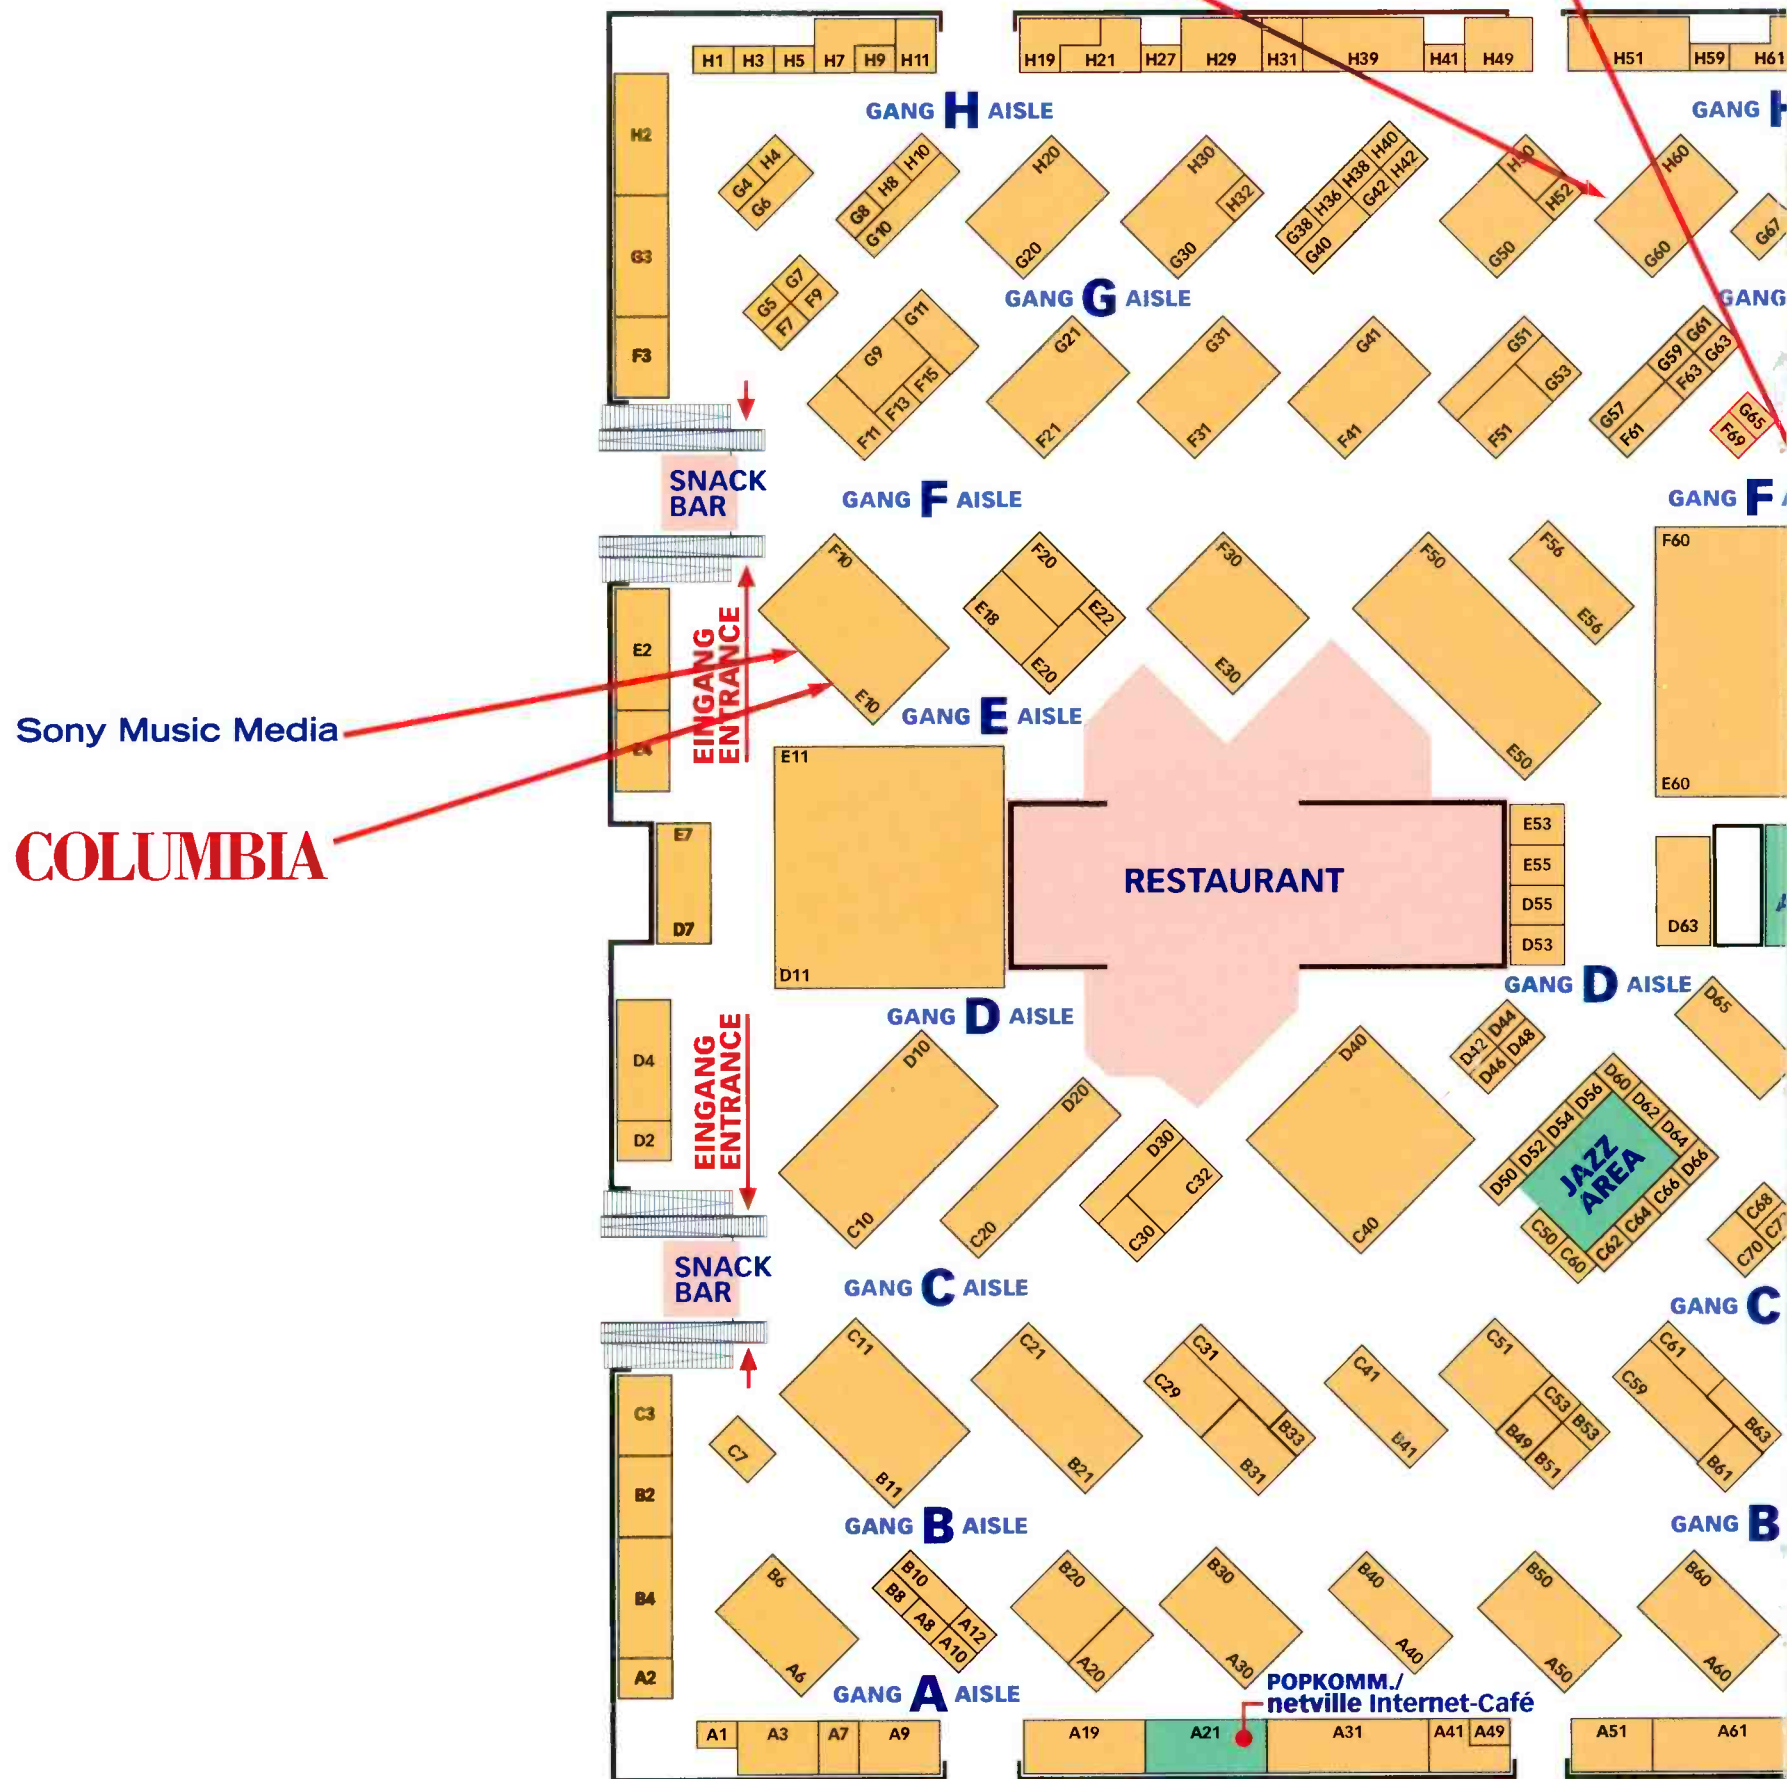 H1 H3 H5 H7 H9 H11 H19 H21 H27 H29 H31 H39 H41 H49 H51 H59 H61
GANG H AISLE
GANG H
H2
G3
F3
G4 H4
G6
G8 H8 H10
G10
H20
G20
H30
H32
G30
G38 H36 H38 H40
G40 G42 H42
H50
H52
G50
H60
G60
G67
GANG G AISLE
GANG
G5 G7
F7 F9
G9 G11
F11 F13 F15
G21
F21
G31
F31
G41
F41
G51
G53
F51
G57 G59 G61
F61 F63 G63
G65
F69
SNACK
BAR
GANG F AISLE
GANG F
F10
E10
F20
E18
E22
E20
F30
E30
F50
E50
F56
E56
F60
E60
E2
E4
EINGANG
ENTRANCE
Sony Music Media
COLUMBIA
GANG E AISLE
E11
D11
E7
D7
RESTAURANT
E53
E55
D55
D53
D63
GANG D AISLE
GANG D AISLE
D4
D2
EINGANG
ENTRANCE
D10
C10
D20
C20
D30
C32
C30
D40
C40
D42 D44
D46 D48
D65
D50 D52 D54 D56 D60
D62
D64
D66
JAZZ
AREA
C50
C60
C62 C64 C66
C68
C70
SNACK
BAR
GANG C AISLE
GANG C
C3
B2
B4
A2
C7
C11
B11
C21
B21
C31
C29
B33
B31
C41
B41
C51
C53
B53
B49
B51
C61
C59
B63
B61
GANG B AISLE
GANG B
B6
A6
B10
B8
A8
A12
A10
B20
A20
B30
A30
B40
A40
B50
A50
B60
A60
GANG A AISLE
POPKOMM./
netville Internet-Café
A1 A3 A7 A9 A19 A21 A31 A41 A49 A51 A61